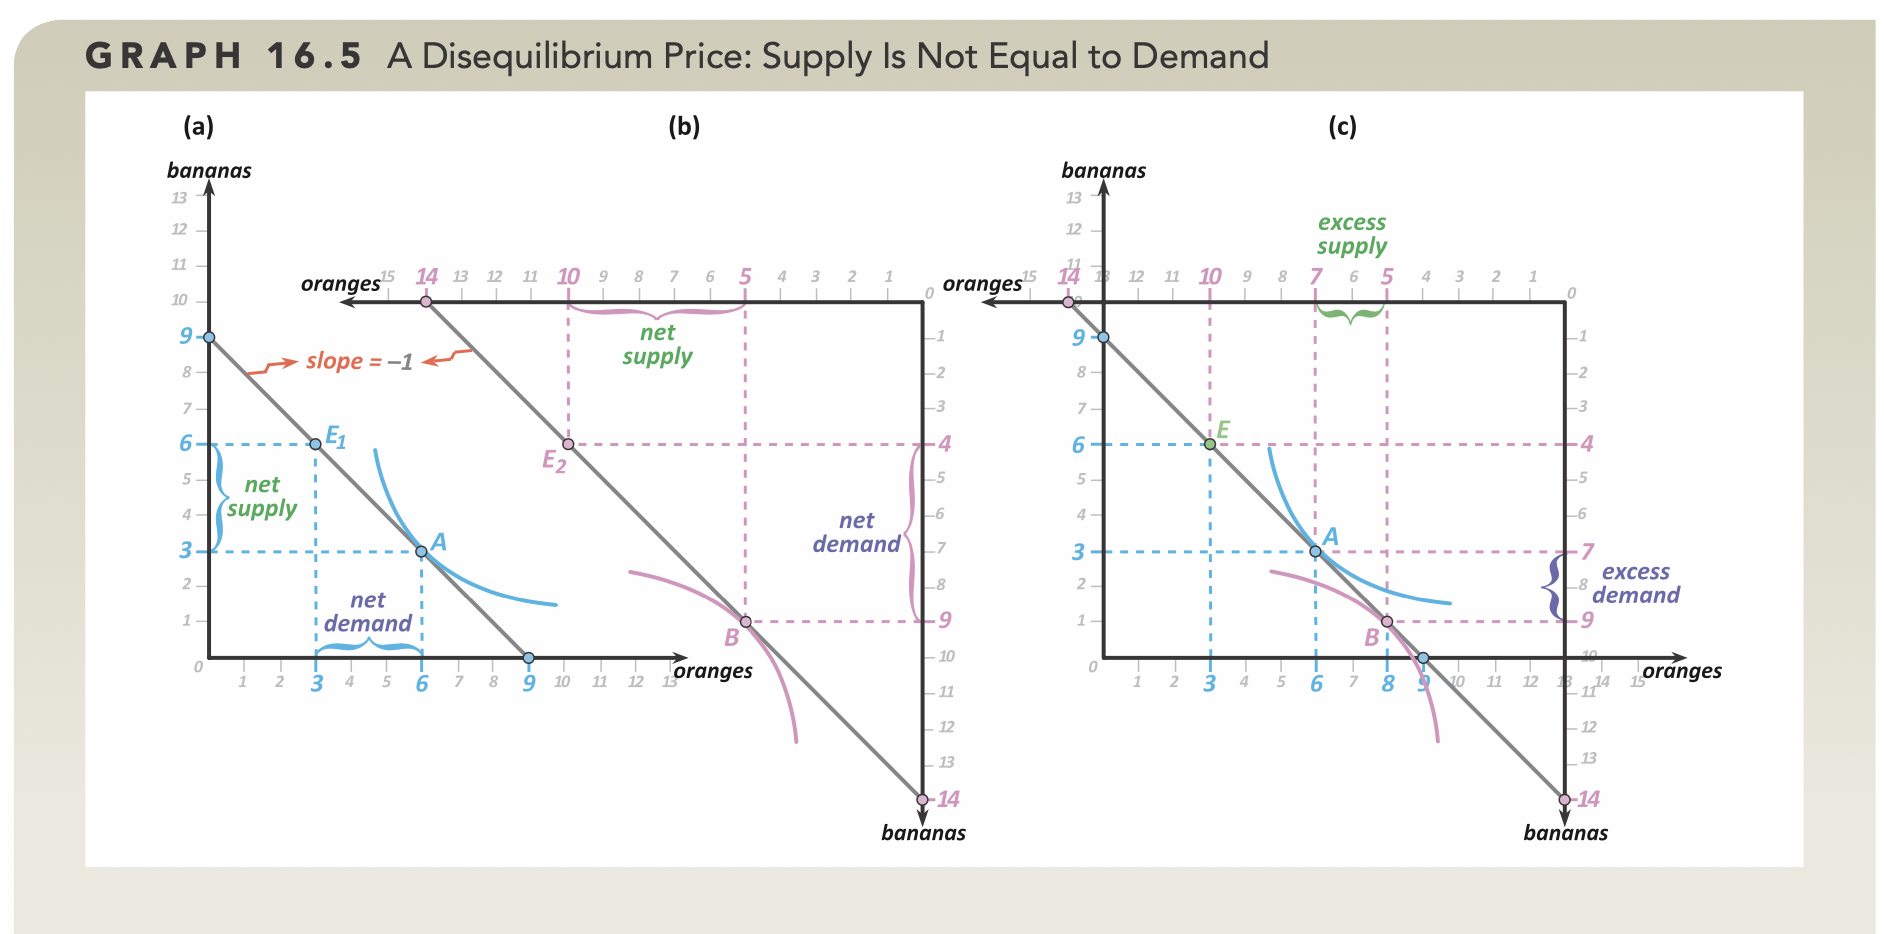 GRAPH 16.5 A Disequilibrium Price: Supply Is Not Equal to Demand
(a) (b) (c)
bananas
13
12
11
10
9
8
7
6
5
4
3
2
1
0
1 2 3 4 5 6 7 8 9 10 11 12 13
oranges
slope = –1
E1
A
net
supply
net
demand
oranges
15 14 13 12 11 10 9 8 7 6 5 4 3 2 1 0
1
2
3
4
5
6
7
8
9
10
11
12
13
14
bananas
net
supply
E2
net
demand
B
bananas
13
12
11
10
9
8
7
6
5
4
3
2
1
0
1 2 3 4 5 6 7 8 9 10 11 12 13 14 15
oranges
excess
supply
oranges
15 14 13 12 11 10 9 8 7 6 5 4 3 2 1 0
1
2
3
4
5
6
7
8
9
10
11
12
13
14
bananas
E
A
B
excess
demand